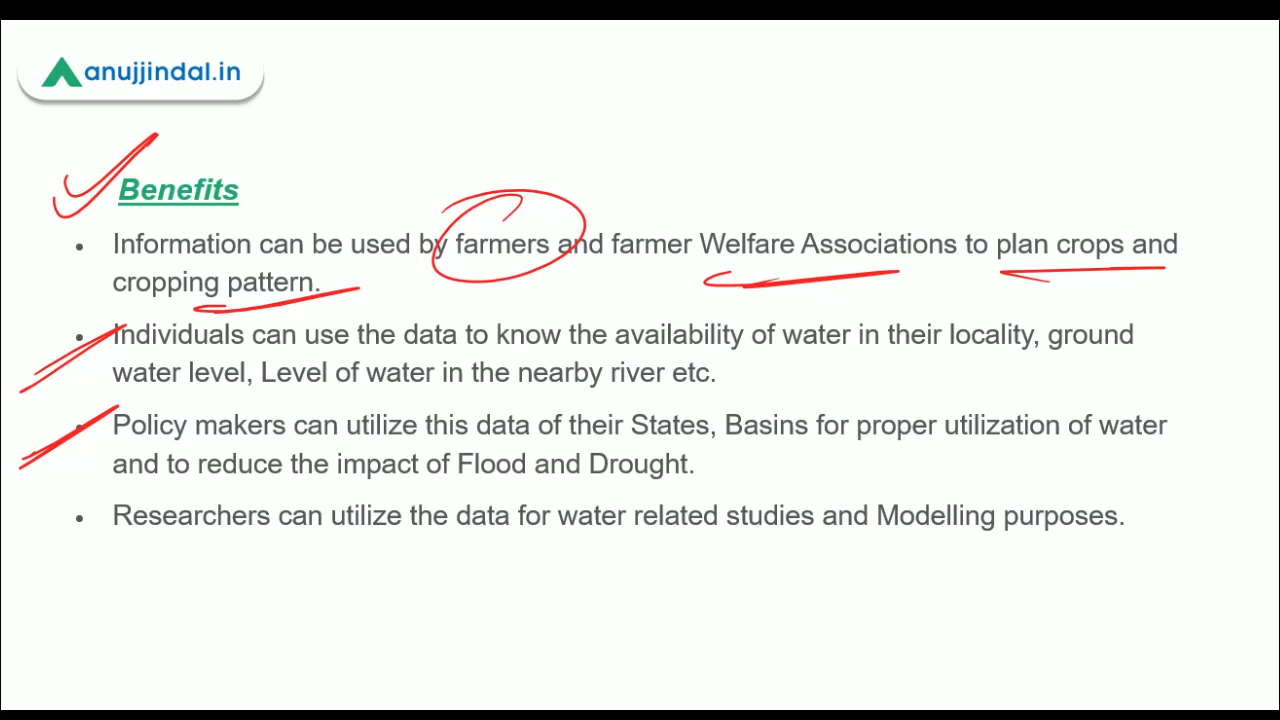 anujjindal.in
Benefits
• Information can be used by farmers and farmer Welfare Associations to plan crops and
cropping pattern.
• Individuals can use the data to know the availability of water in their locality, ground
water level, Level of water in the nearby river etc.
• Policy makers can utilize this data of their States, Basins for proper utilization of water
and to reduce the impact of Flood and Drought.
• Researchers can utilize the data for water related studies and Modelling purposes.